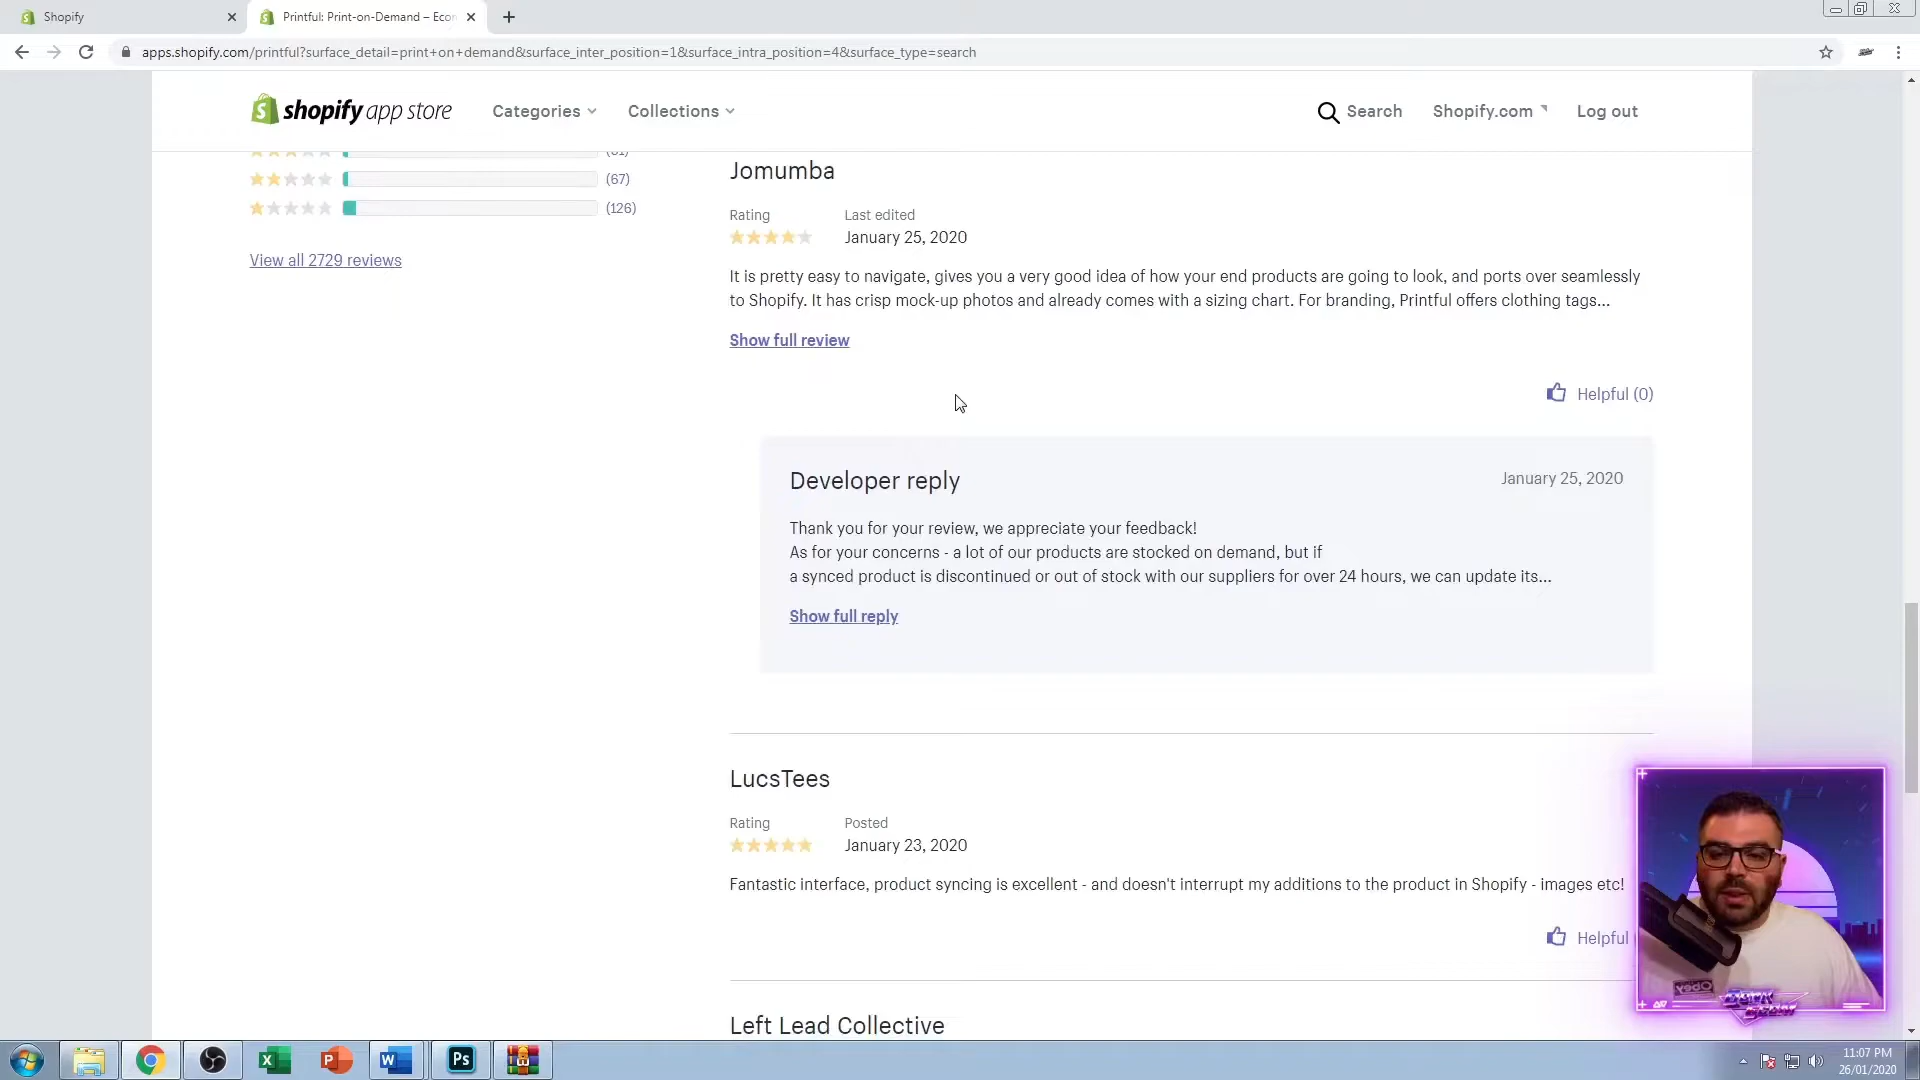 Shopify
Printful: Print-on-Demand – Eco
apps.shopify.com/printful?surface_detail=print+on+demand&surface_inter_position=1&surface_intra_position=4&surface_type=search
shopify app store
Categories
Collections
Search
Shopify.com
Log out
(67)
(126)
View all 2729 reviews
Jomumba
Rating
Last edited
January 25, 2020
It is pretty easy to navigate, gives you a very good idea of how your end products are going to look, and ports over seamlessly
to Shopify. It has crisp mock-up photos and already comes with a sizing chart. For branding, Printful offers clothing tags...
Show full review
Helpful (0)
Developer reply
January 25, 2020
Thank you for your review, we appreciate your feedback!
As for your concerns - a lot of our products are stocked on demand, but if
a synced product is discontinued or out of stock with our suppliers for over 24 hours, we can update its...
Show full reply
LucsTees
Rating
Posted
January 23, 2020
Fantastic interface, product syncing is excellent - and doesn't interrupt my additions to the product in Shopify - images etc!
Helpful
Left Lead Collective
Ps
11:07 PM
26/01/2020